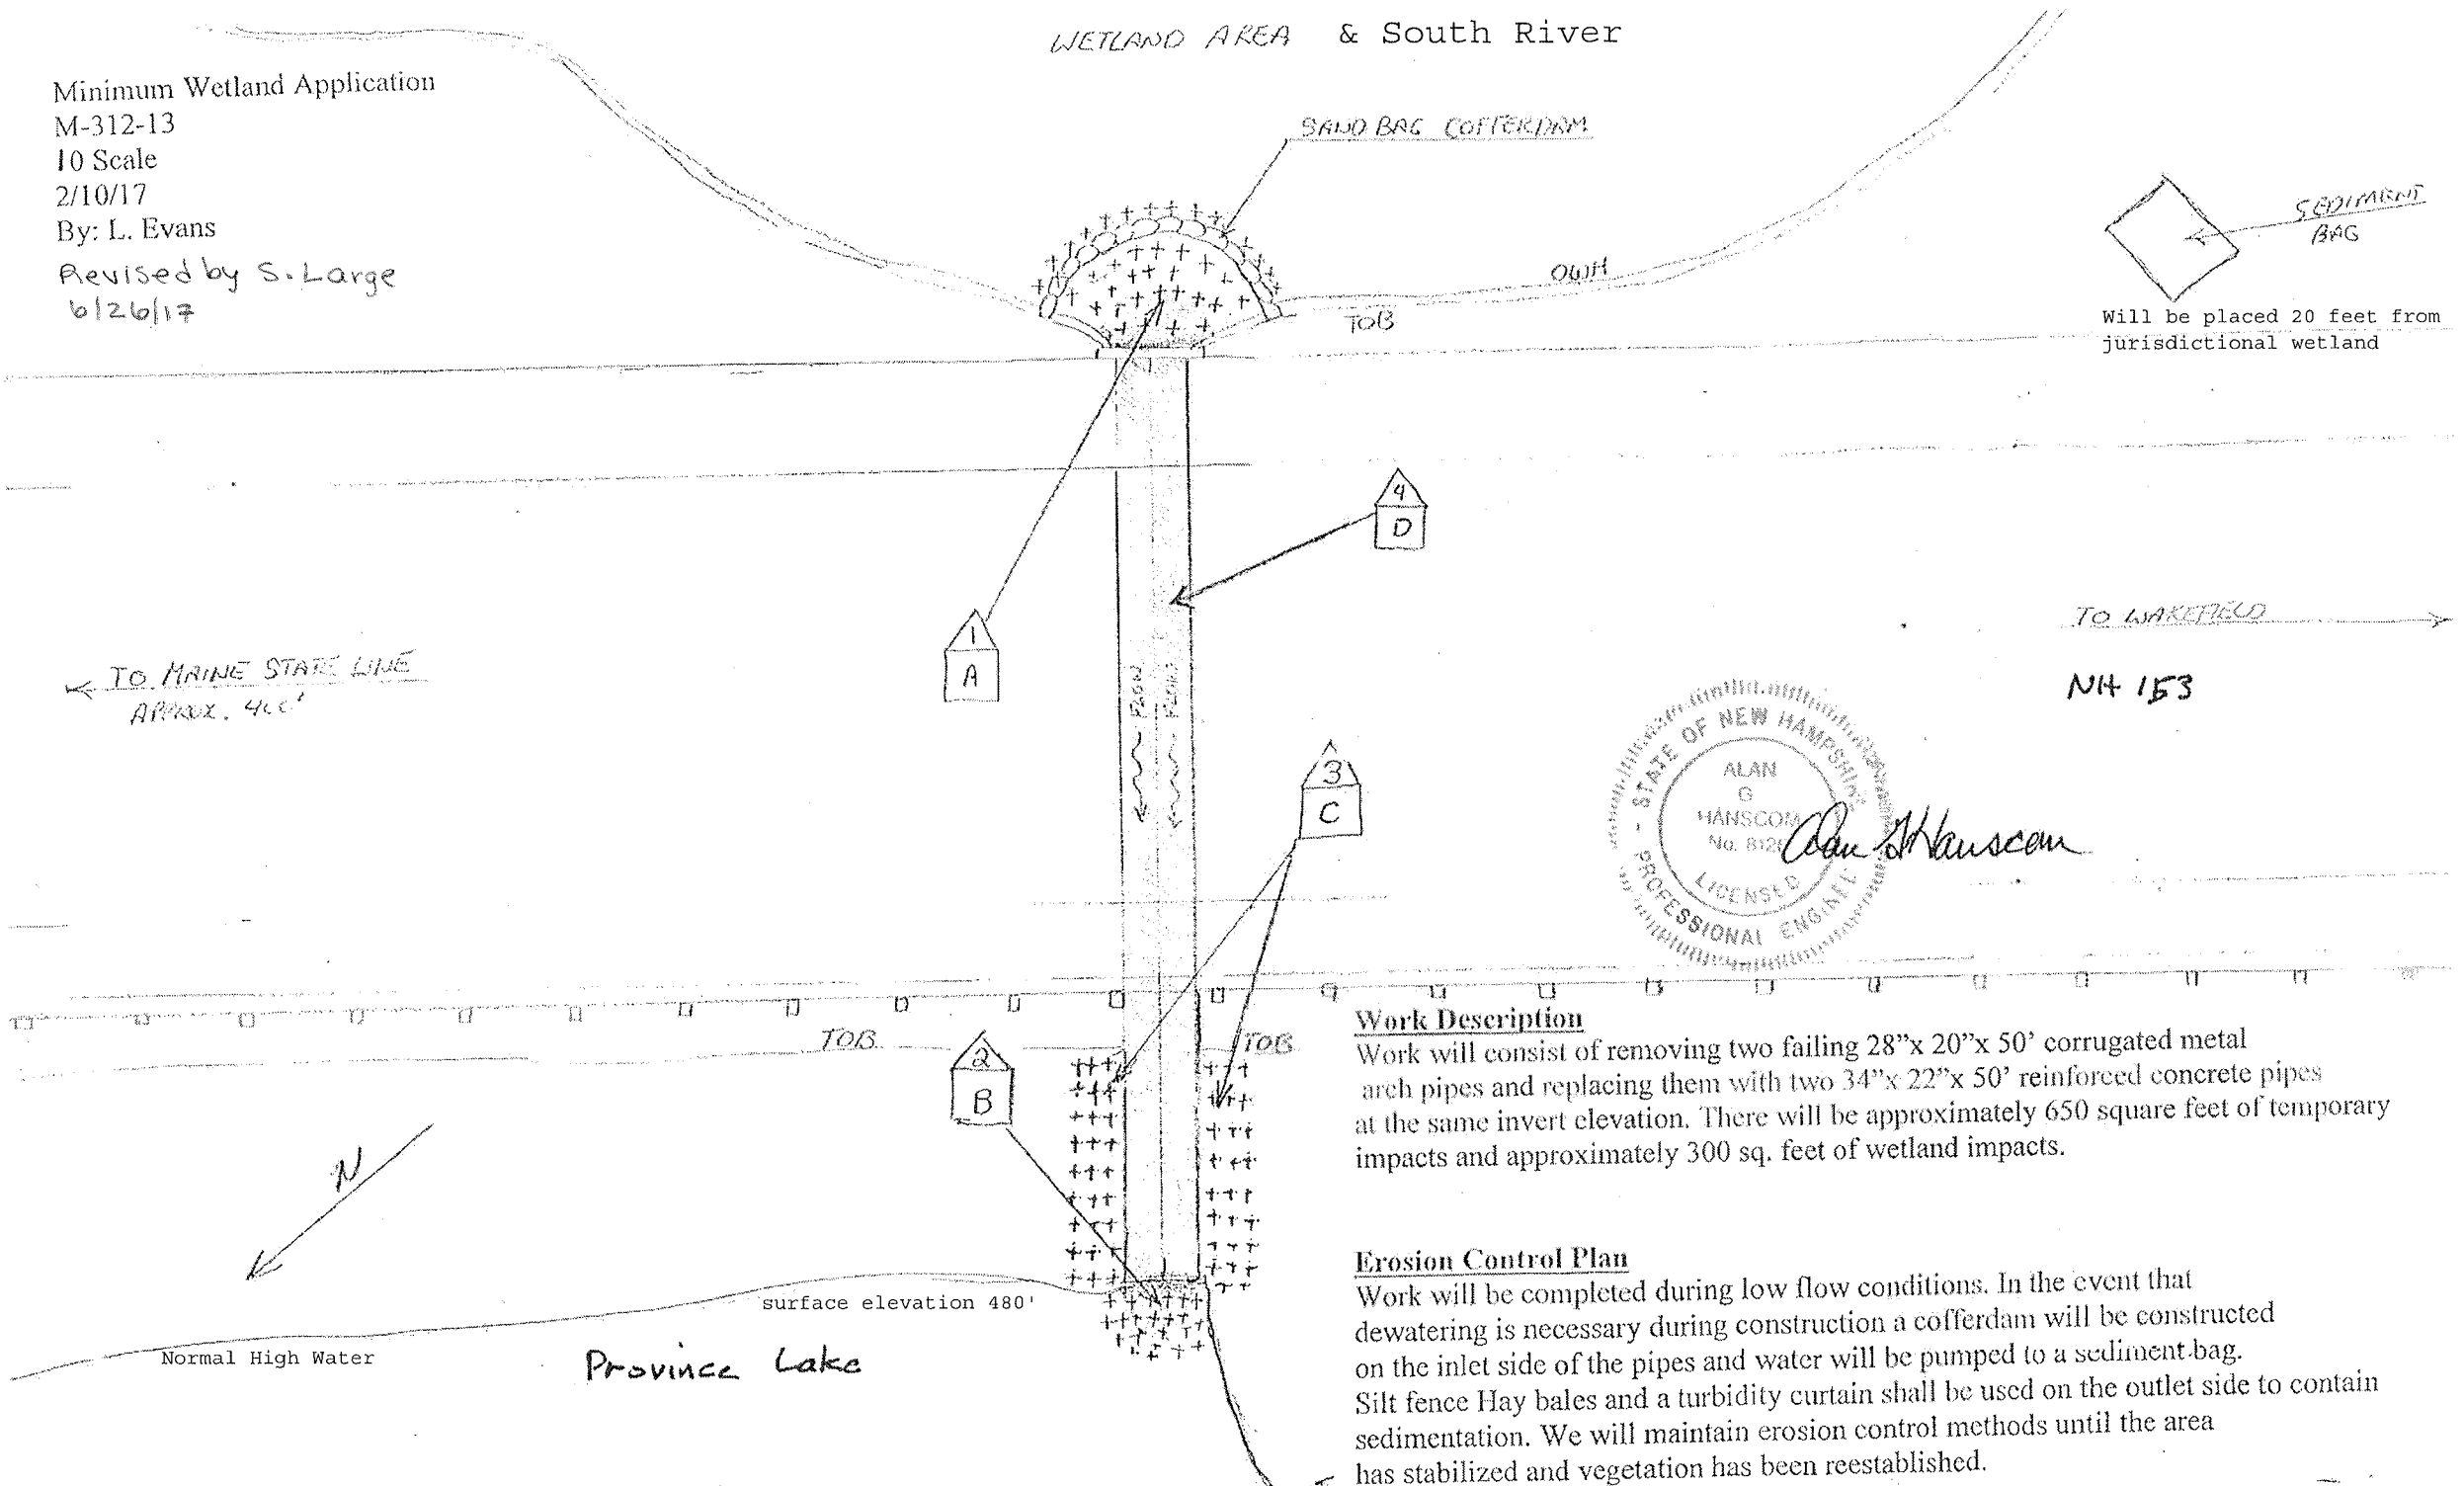 WETLAND AREA & South River
Minimum Wetland Application
M-312-13
10 Scale
2/10/17
By: L. Evans
Revised by S. Large
6/26/17
SAND BAG COFFERDAM
SEDIMENT
BAG
Will be placed 20 feet from
jurisdictional wetland
OWH
TOB
4
D
1
A
TO WAKEFIELD
NH 153
TO MAINE STATE LINE
APPROX.
FLOW
FLOW
3
C
STATE OF NEW HAMPSHIRE
ALAN
G
HANSCOM
No.
LICENSED
PROFESSIONAL ENGINEER
Alan G Hanscom
TOB
TOB
2
B
N
surface elevation 480'
Normal High Water
Province Lake
Work Description
Work will consist of removing two failing 28”x 20”x 50’ corrugated metal
arch pipes and replacing them with two 34”x 22”x 50’ reinforced concrete pipes
at the same invert elevation. There will be approximately 650 square feet of temporary
impacts and approximately 300 sq. feet of wetland impacts.
Erosion Control Plan
Work will be completed during low flow conditions. In the event that
dewatering is necessary during construction a cofferdam will be constructed
on the inlet side of the pipes and water will be pumped to a sediment bag.
Silt fence Hay bales and a turbidity curtain shall be used on the outlet side to contain
sedimentation. We will maintain erosion control methods until the area
has stabilized and vegetation has been reestablished.